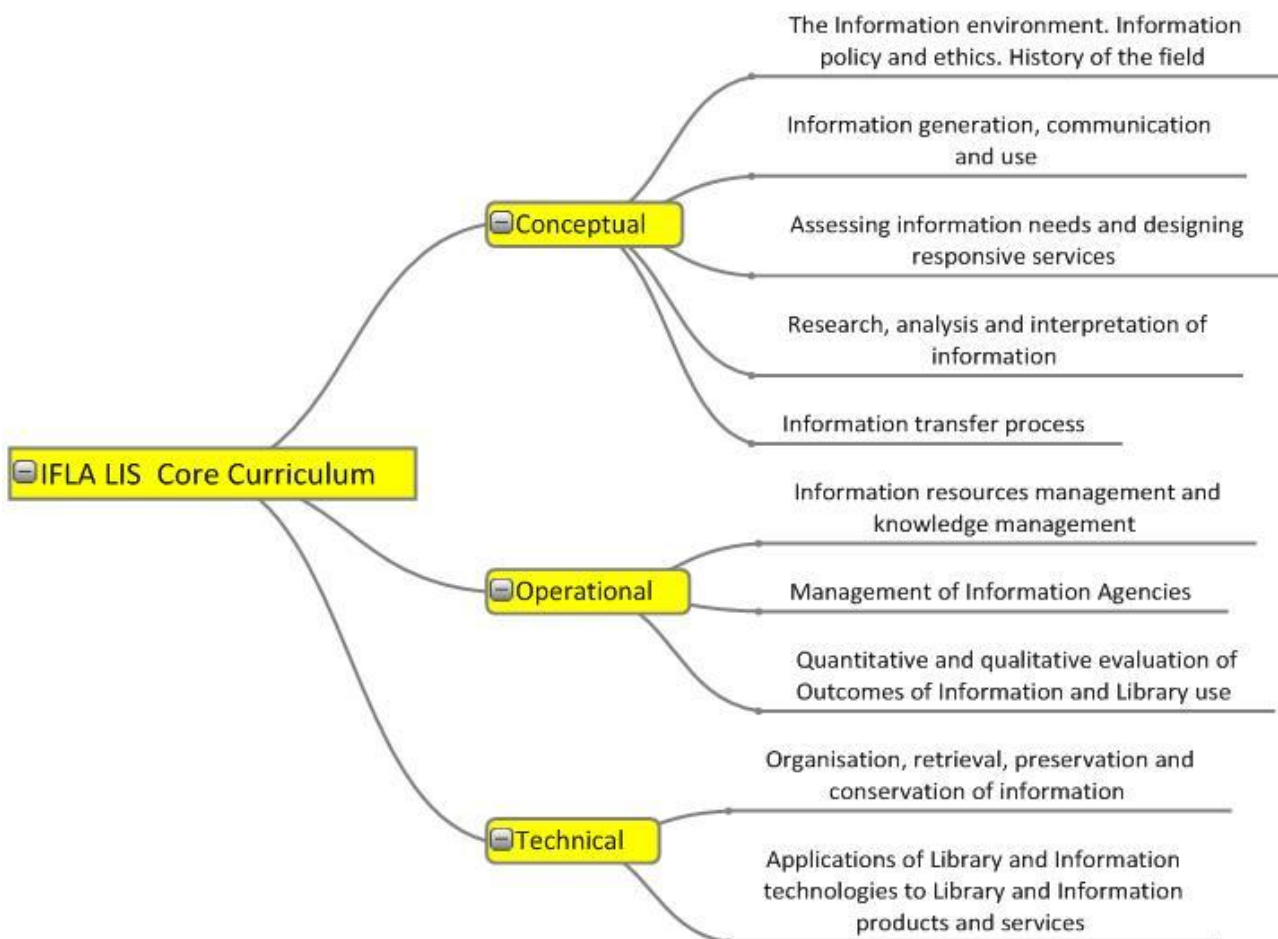 The Information environment. Information
policy and ethics. History of the field
Information generation, communication
and use
Conceptual
Assessing information needs and designing
responsive services
Research, analysis and interpretation of
information
Information transfer process
IFLA LIS  Core Curriculum
Information resources management and
knowledge management
Operational
Management of Information Agencies
Quantitative and qualitative evaluation of
Outcomes of Information and Library use
Organisation, retrieval, preservation and
conservation of information
Technical
Applications of Library and Information
technologies to Library and Information
products and services